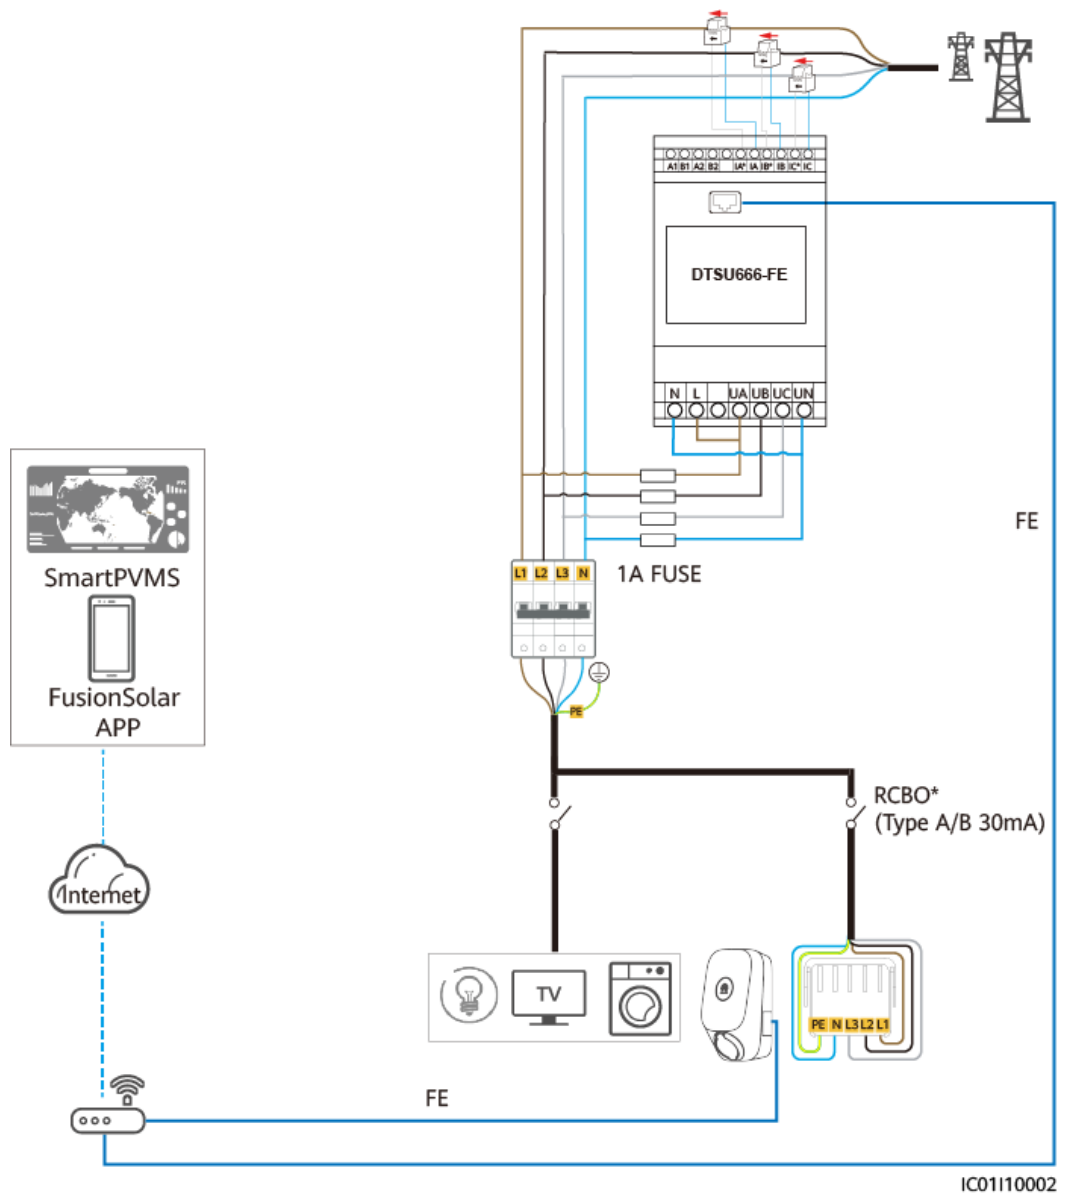 A1 B1 A2 B2 IA* IA IB* IB IC* IC
DTSU666-FE
N L UA UB UC UN
FE
SmartPVMS
FusionSolar
APP
L1 L2 L3 N
1A FUSE
PE
RCBO*
(Type A/B 30mA)
Internet
TV
PE N L3 L2 L1
FE
IC01I10002